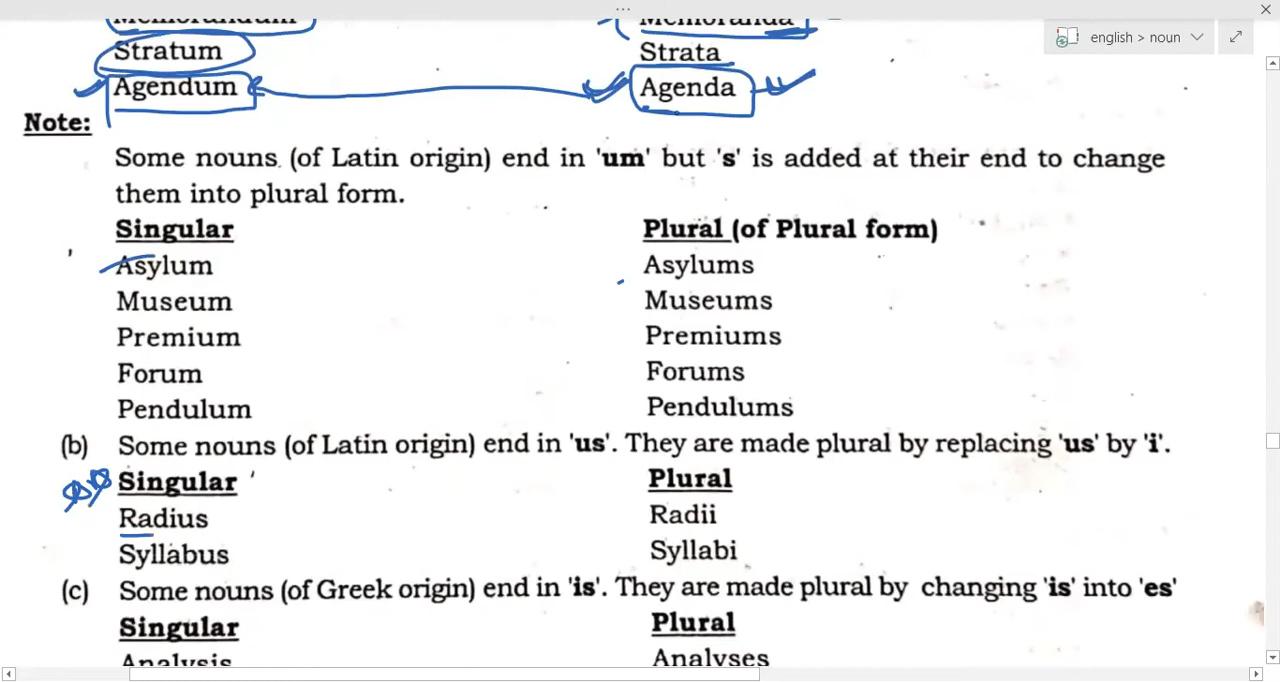 english > noun
Memorandum Memoranda
Stratum Strata
Agendum Agenda
Note:
Some nouns (of Latin origin) end in 'um' but 's' is added at their end to change
them into plural form.
Singular Plural (of Plural form)
Asylum Asylums
Museum Museums
Premium Premiums
Forum Forums
Pendulum Pendulums
(b) Some nouns (of Latin origin) end in 'us'. They are made plural by replacing 'us' by 'i'.
Singular Plural
Radius Radii
Syllabus Syllabi
(c) Some nouns (of Greek origin) end in 'is'. They are made plural by changing 'is' into 'es'
Singular Plural
Analysis Analyses